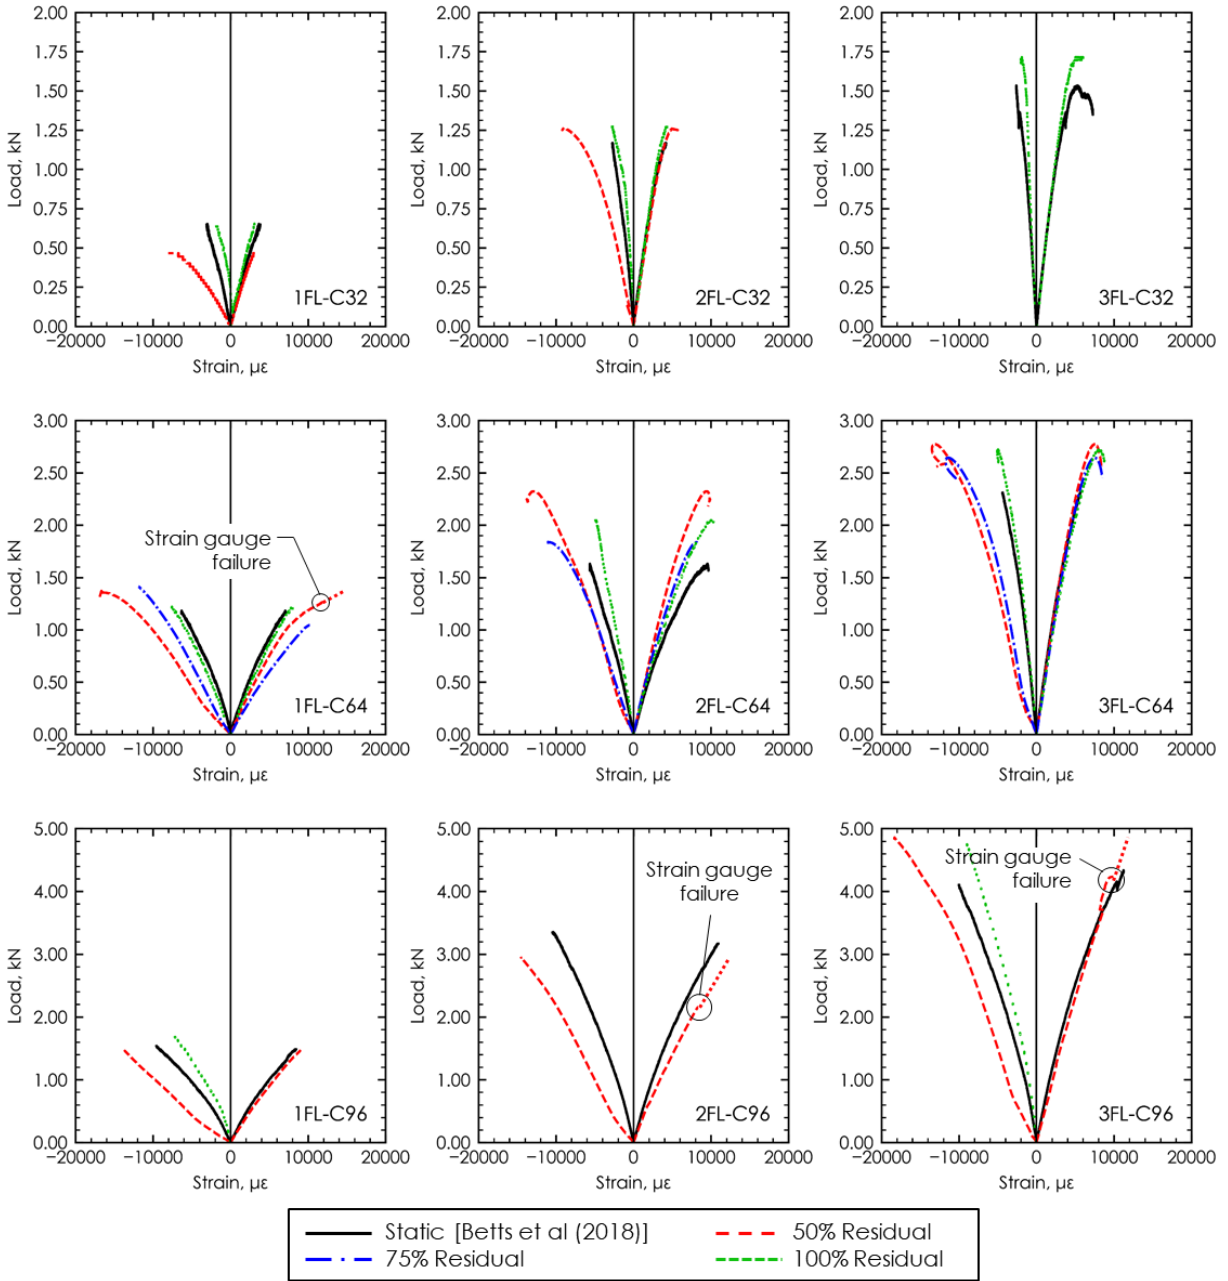 2.00
1.75
1.50
1.25
1.00
0.75
0.50
0.25
0.00
Load, kN
1FL-C32
−20000 −10000 0 10000 20000
Strain, µε
2.00
1.75
1.50
1.25
1.00
0.75
0.50
0.25
0.00
Load, kN
2FL-C32
−20000 −10000 0 10000 20000
Strain, µε
2.00
1.75
1.50
1.25
1.00
0.75
0.50
0.25
0.00
Load, kN
3FL-C32
−20000 −10000 0 10000 20000
Strain, µε
3.00
2.50
2.00
1.50
1.00
0.50
0.00
Load, kN
Strain gauge
failure
1FL-C64
−20000 −10000 0 10000 20000
Strain, µε
3.00
2.50
2.00
1.50
1.00
0.50
0.00
Load, kN
2FL-C64
−20000 −10000 0 10000 20000
Strain, µε
3.00
2.50
2.00
1.50
1.00
0.50
0.00
Load, kN
3FL-C64
−20000 −10000 0 10000 20000
Strain, µε
5.00
4.00
3.00
2.00
1.00
0.00
Load, kN
1FL-C96
−20000 −10000 0 10000 20000
Strain, µε
5.00
4.00
3.00
2.00
1.00
0.00
Load, kN
Strain gauge
failure
2FL-C96
−20000 −10000 0 10000 20000
Strain, µε
5.00
4.00
3.00
2.00
1.00
0.00
Load, kN
Strain gauge
failure
3FL-C96
−20000 −10000 0 10000 20000
Strain, µε
Static [Betts et al (2018)]
50% Residual
75% Residual
100% Residual